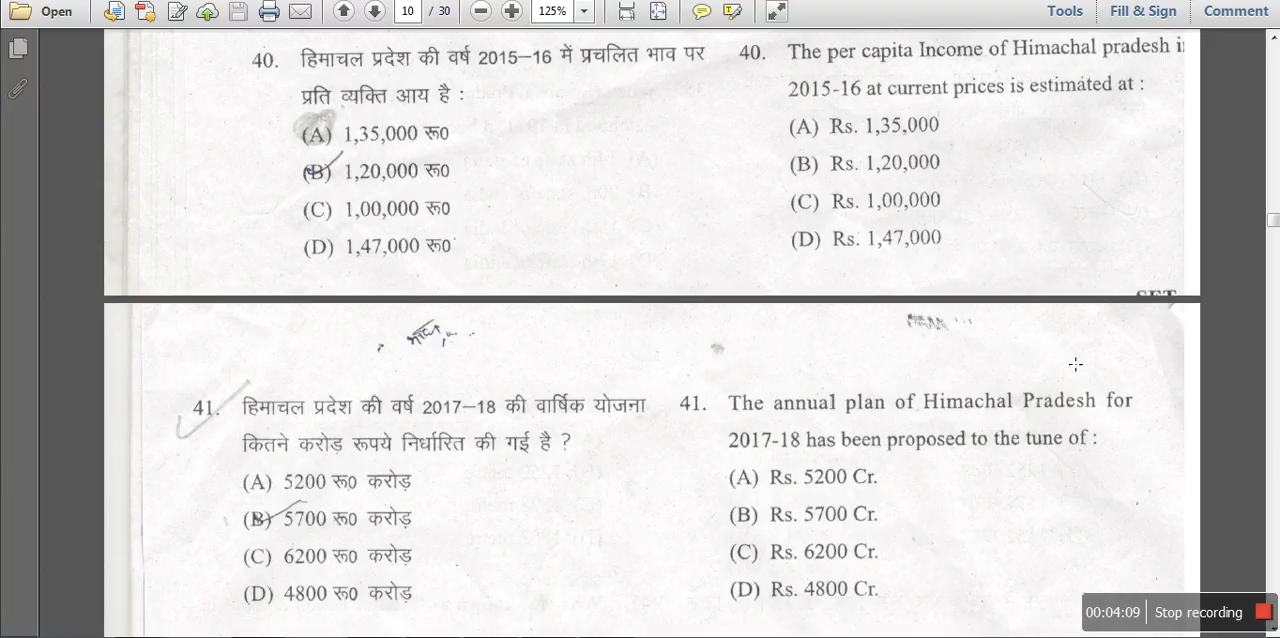 Open
10 / 30
125%
Tools
Fill & Sign
Comment
40. हिमाचल प्रदेश की वर्ष 2015–16 में प्रचलित भाव पर
प्रति व्यक्ति आय है :
(A) 1,35,000 रू0
(B) 1,20,000 रू0
(C) 1,00,000 रू0
(D) 1,47,000 रू0
40. The per capita Income of Himachal pradesh i
2015-16 at current prices is estimated at :
(A) Rs. 1,35,000
(B) Rs. 1,20,000
(C) Rs. 1,00,000
(D) Rs. 1,47,000
41. हिमाचल प्रदेश की वर्ष 2017–18 की वार्षिक योजना
कितने करोड़ रूपये निर्धारित की गई है ?
(A) 5200 रू0 करोड़
(B) 5700 रू0 करोड़
(C) 6200 रू0 करोड़
(D) 4800 रू0 करोड़
41. The annual plan of Himachal Pradesh for
2017-18 has been proposed to the tune of :
(A) Rs. 5200 Cr.
(B) Rs. 5700 Cr.
(C) Rs. 6200 Cr.
(D) Rs. 4800 Cr.
00:04:09 Stop recording